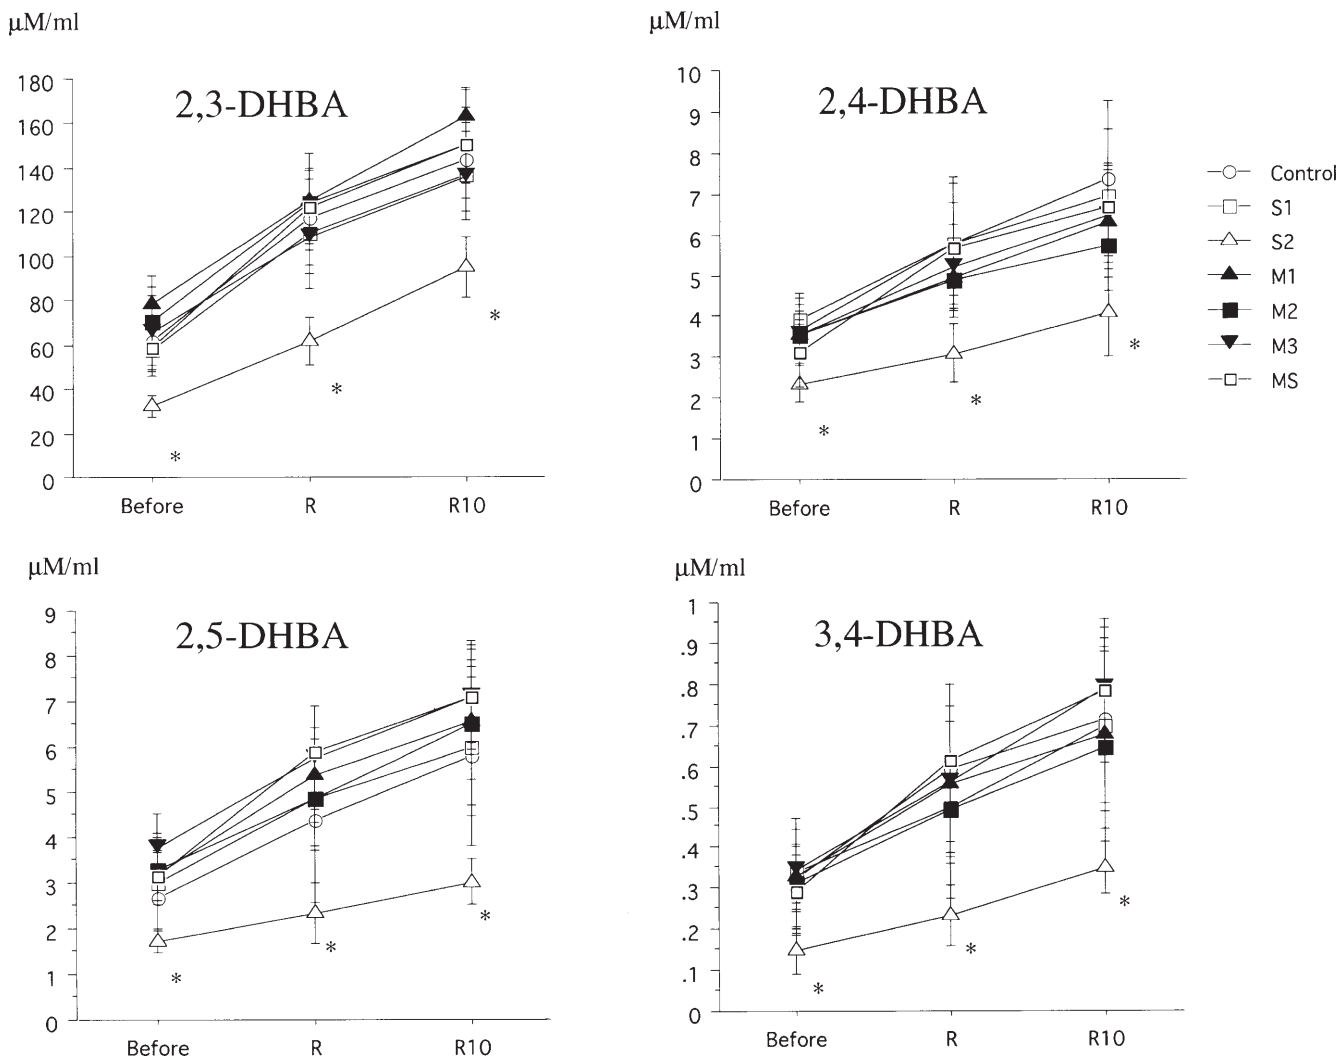 μM/ml
2,3-DHBA
180
160
140
120
100
80
60
40
20
0
Before R R10
*
*
*
μM/ml
2,4-DHBA
10
9
8
7
6
5
4
3
2
1
0
Before R R10
*
*
*
Control
S1
S2
M1
M2
M3
MS
μM/ml
2,5-DHBA
9
8
7
6
5
4
3
2
1
0
Before R R10
*
*
*
μM/ml
3,4-DHBA
1
.9
.8
.7
.6
.5
.4
.3
.2
.1
0
Before R R10
*
*
*